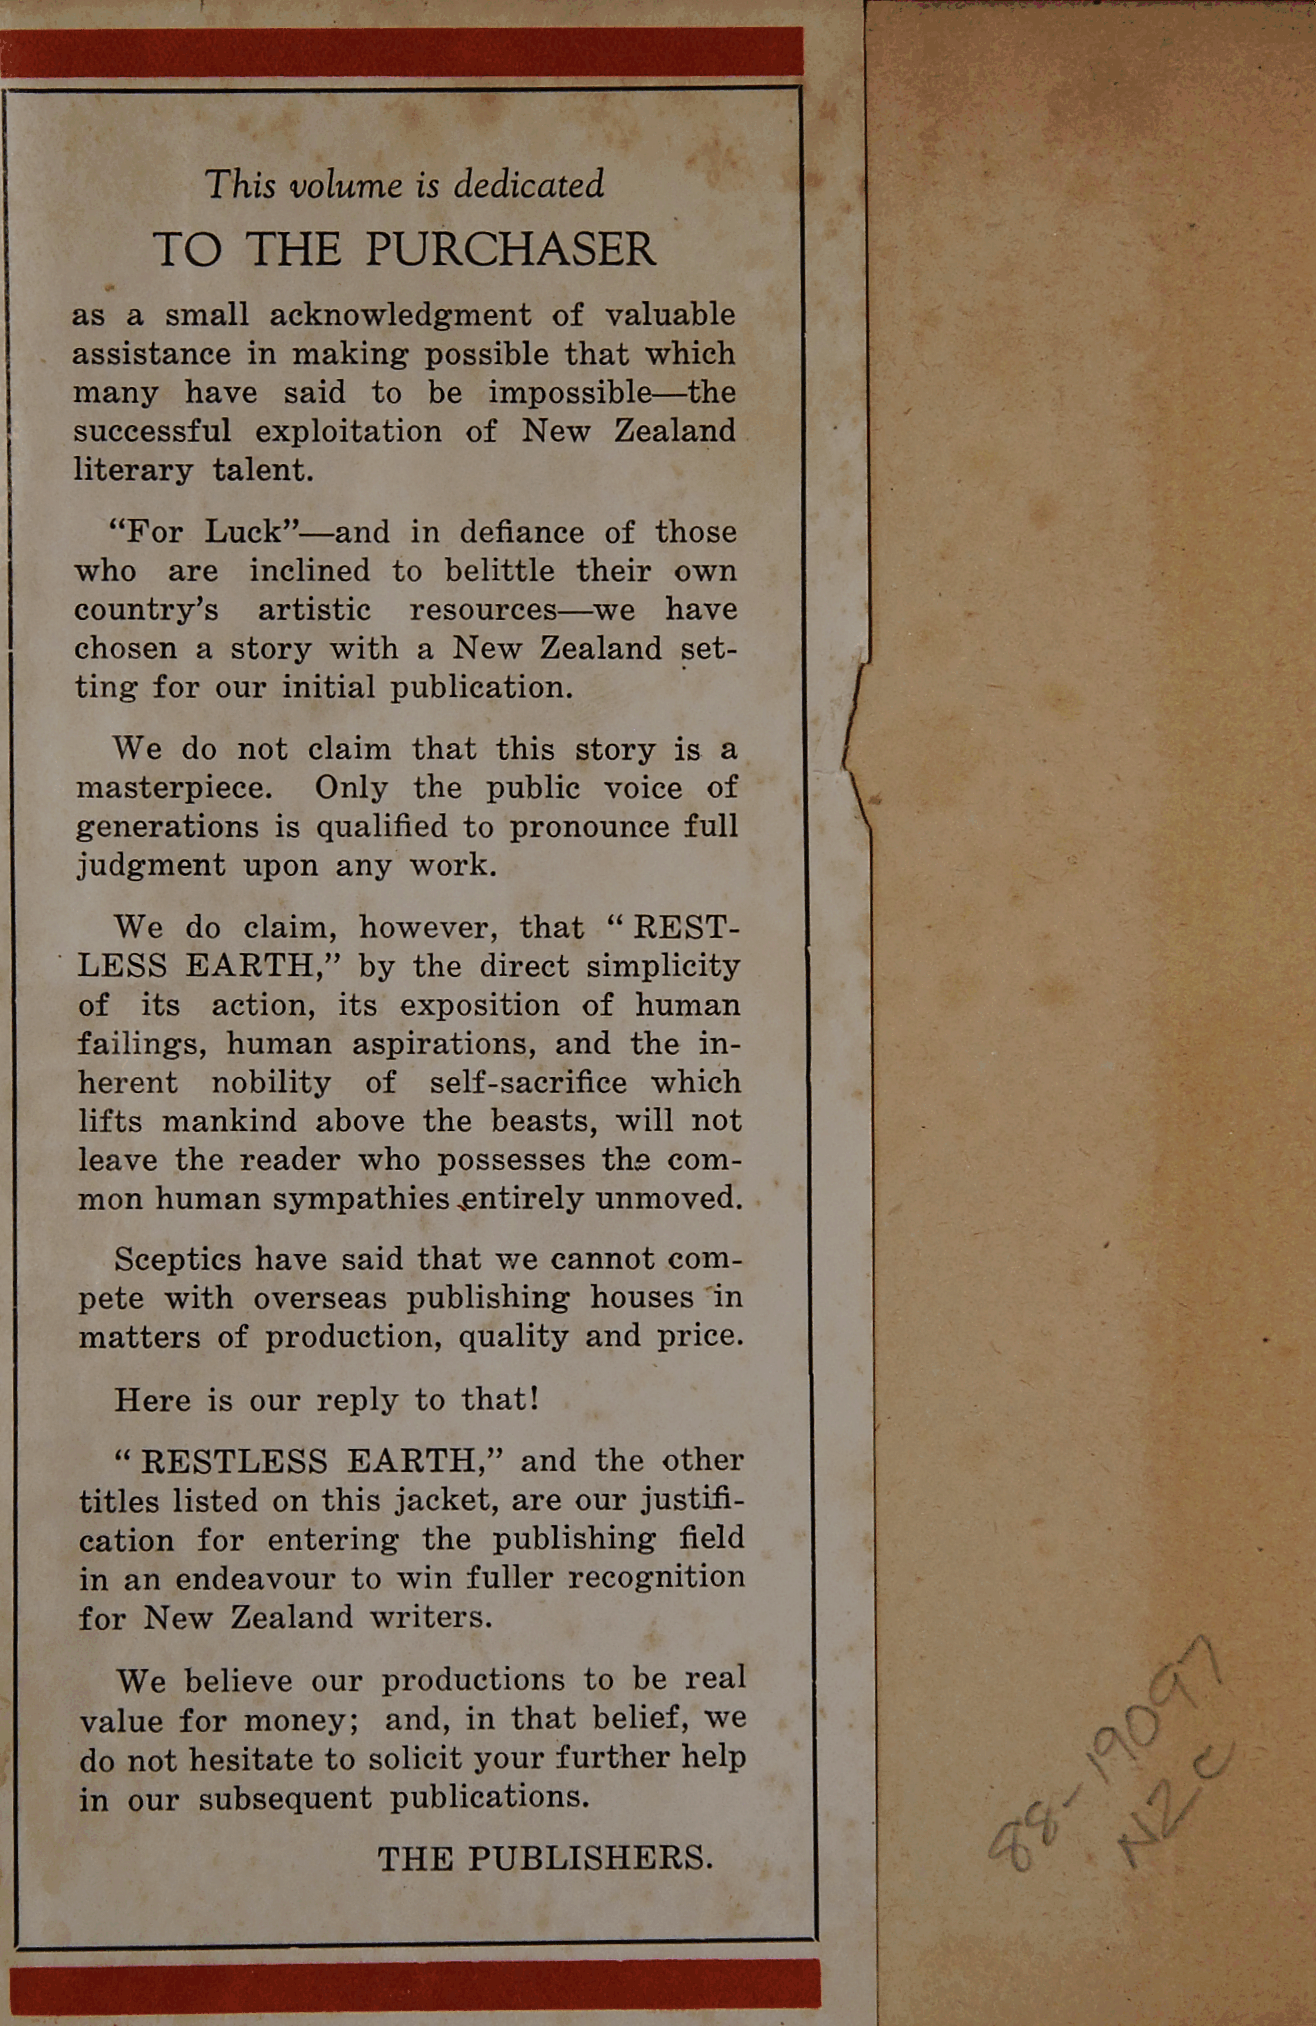 This volume is dedicated
TO THE PURCHASER
as a small acknowledgment of valuable
assistance in making possible that which
many have said to be impossible—the
successful exploitation of New Zealand
literary talent.
“For Luck”—and in defiance of those
who are inclined to belittle their own
country’s artistic resources—we have
chosen a story with a New Zealand set-
ting for our initial publication.
We do not claim that this story is a
masterpiece. Only the public voice of
generations is qualified to pronounce full
judgment upon any work.
We do claim, however, that “ REST-
LESS EARTH,” by the direct simplicity
of its action, its exposition of human
failings, human aspirations, and the in-
herent nobility of self-sacrifice which
lifts mankind above the beasts, will not
leave the reader who possesses the com-
mon human sympathies entirely unmoved.
Sceptics have said that we cannot com-
pete with overseas publishing houses in
matters of production, quality and price.
Here is our reply to that!
“ RESTLESS EARTH,” and the other
titles listed on this jacket, are our justifi-
cation for entering the publishing field
in an endeavour to win fuller recognition
for New Zealand writers.
We believe our productions to be real
value for money; and, in that belief, we
do not hesitate to solicit your further help
in our subsequent publications.
THE PUBLISHERS.
88-19097
NZC